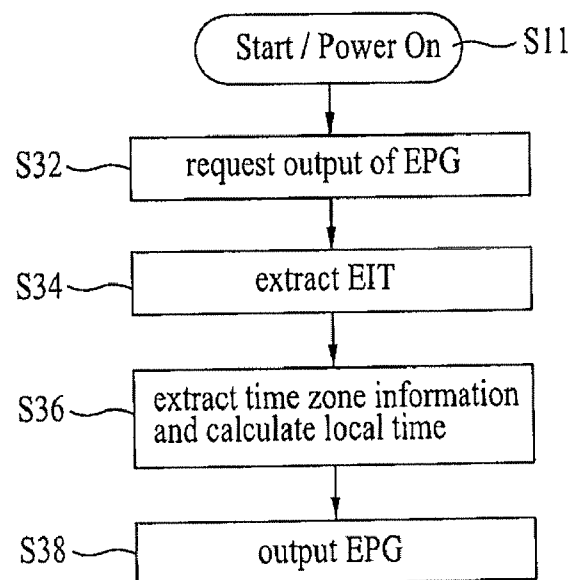 Start / Power On
S11
S32
request output of EPG
S34
extract EIT
S36
extract time zone information
and calculate local time
S38
output EPG